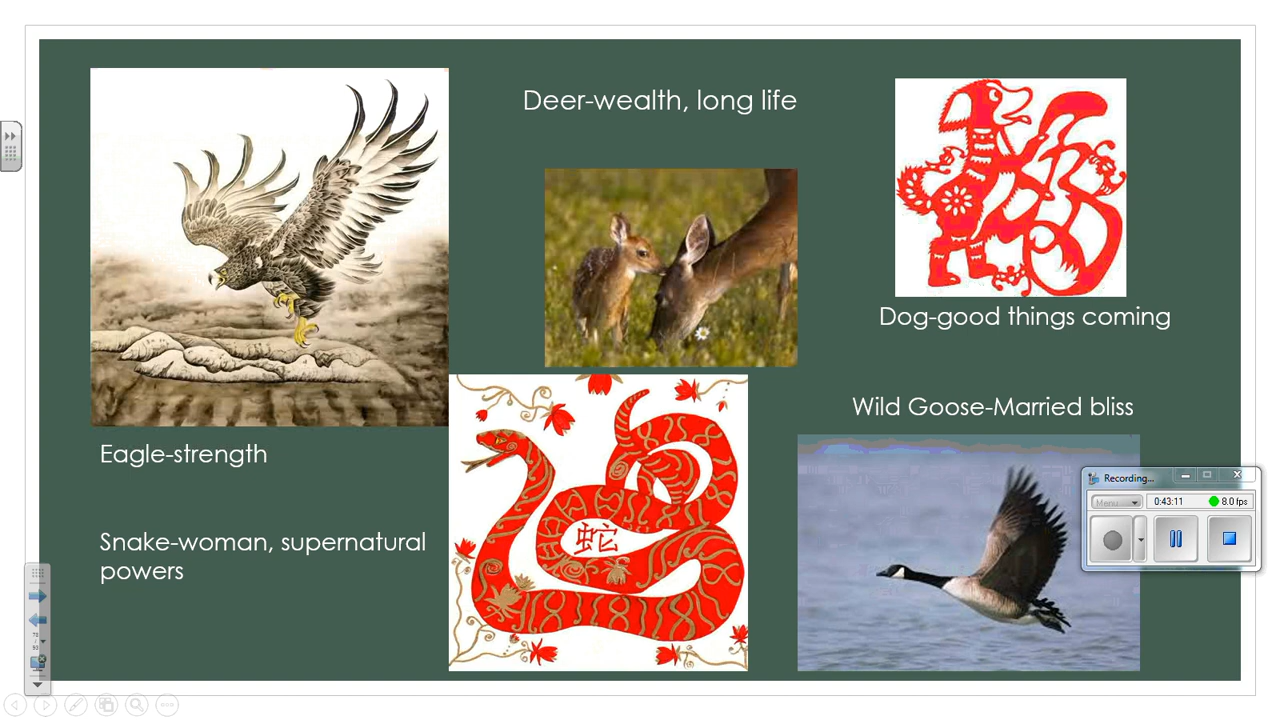 Deer-wealth, long life
Dog-good things coming
Wild Goose-Married bliss
Eagle-strength
Snake-woman, supernatural
powers
蛇
Recording...
Menu
0:43:11
8.0 fps